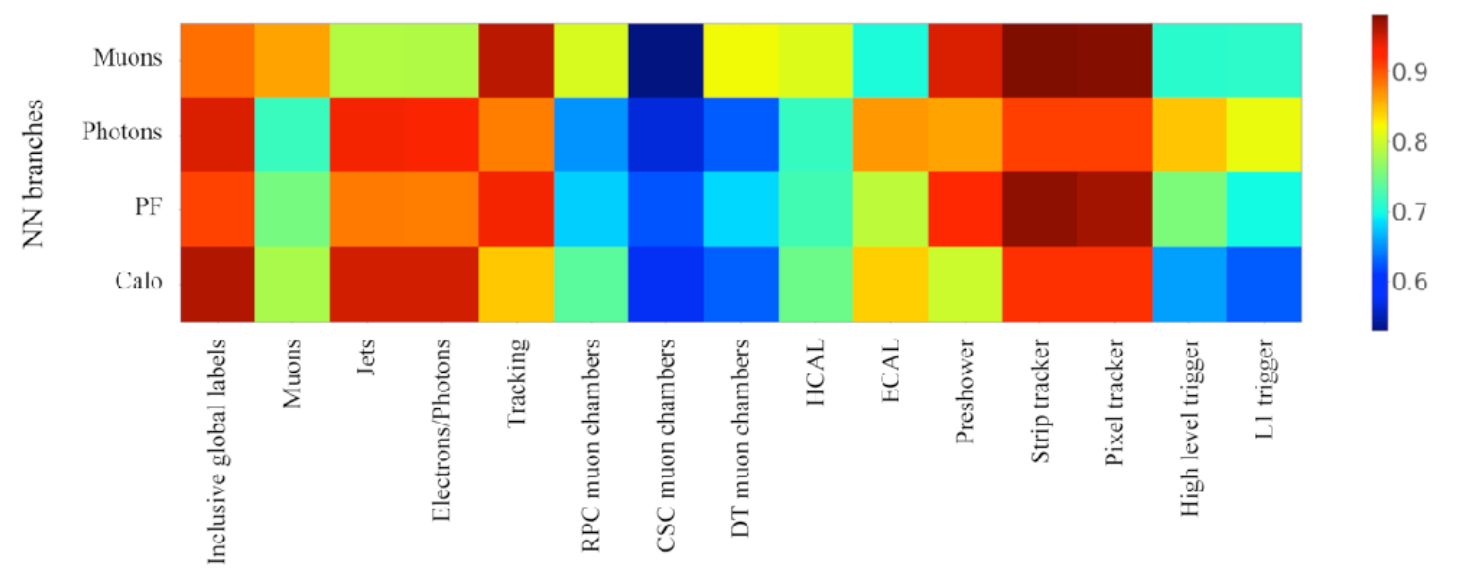 NN branches
Muons
Photons
PF
Calo
Inclusive global labels
Muons
Jets
Electrons/Photons
Tracking
RPC muon chambers
CSC muon chambers
DT muon chambers
HCAL
ECAL
Preshower
Strip tracker
Pixel tracker
High level trigger
L1 trigger
0.9
0.8
0.7
0.6